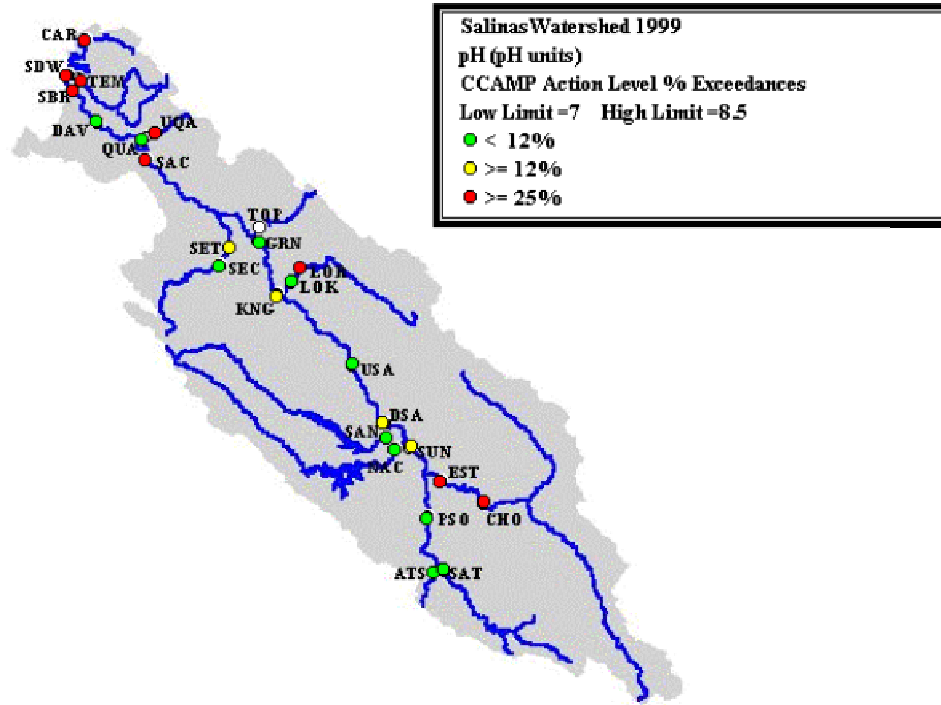 Salinas Watershed 1999
pH (pH units)
CCAMP Action Level % Exceedances
Low Limit =7 High Limit =8.5
< 12%
>= 12%
>= 25%
CAR
SDW
TEM
SBR
DAV
UQA
QUA
SAC
TOP
GRN
SET
SEC
LOR
LOK
KNG
USA
DSA
SAN
SUN
NAC
EST
PSO
CHO
ATS
SAT